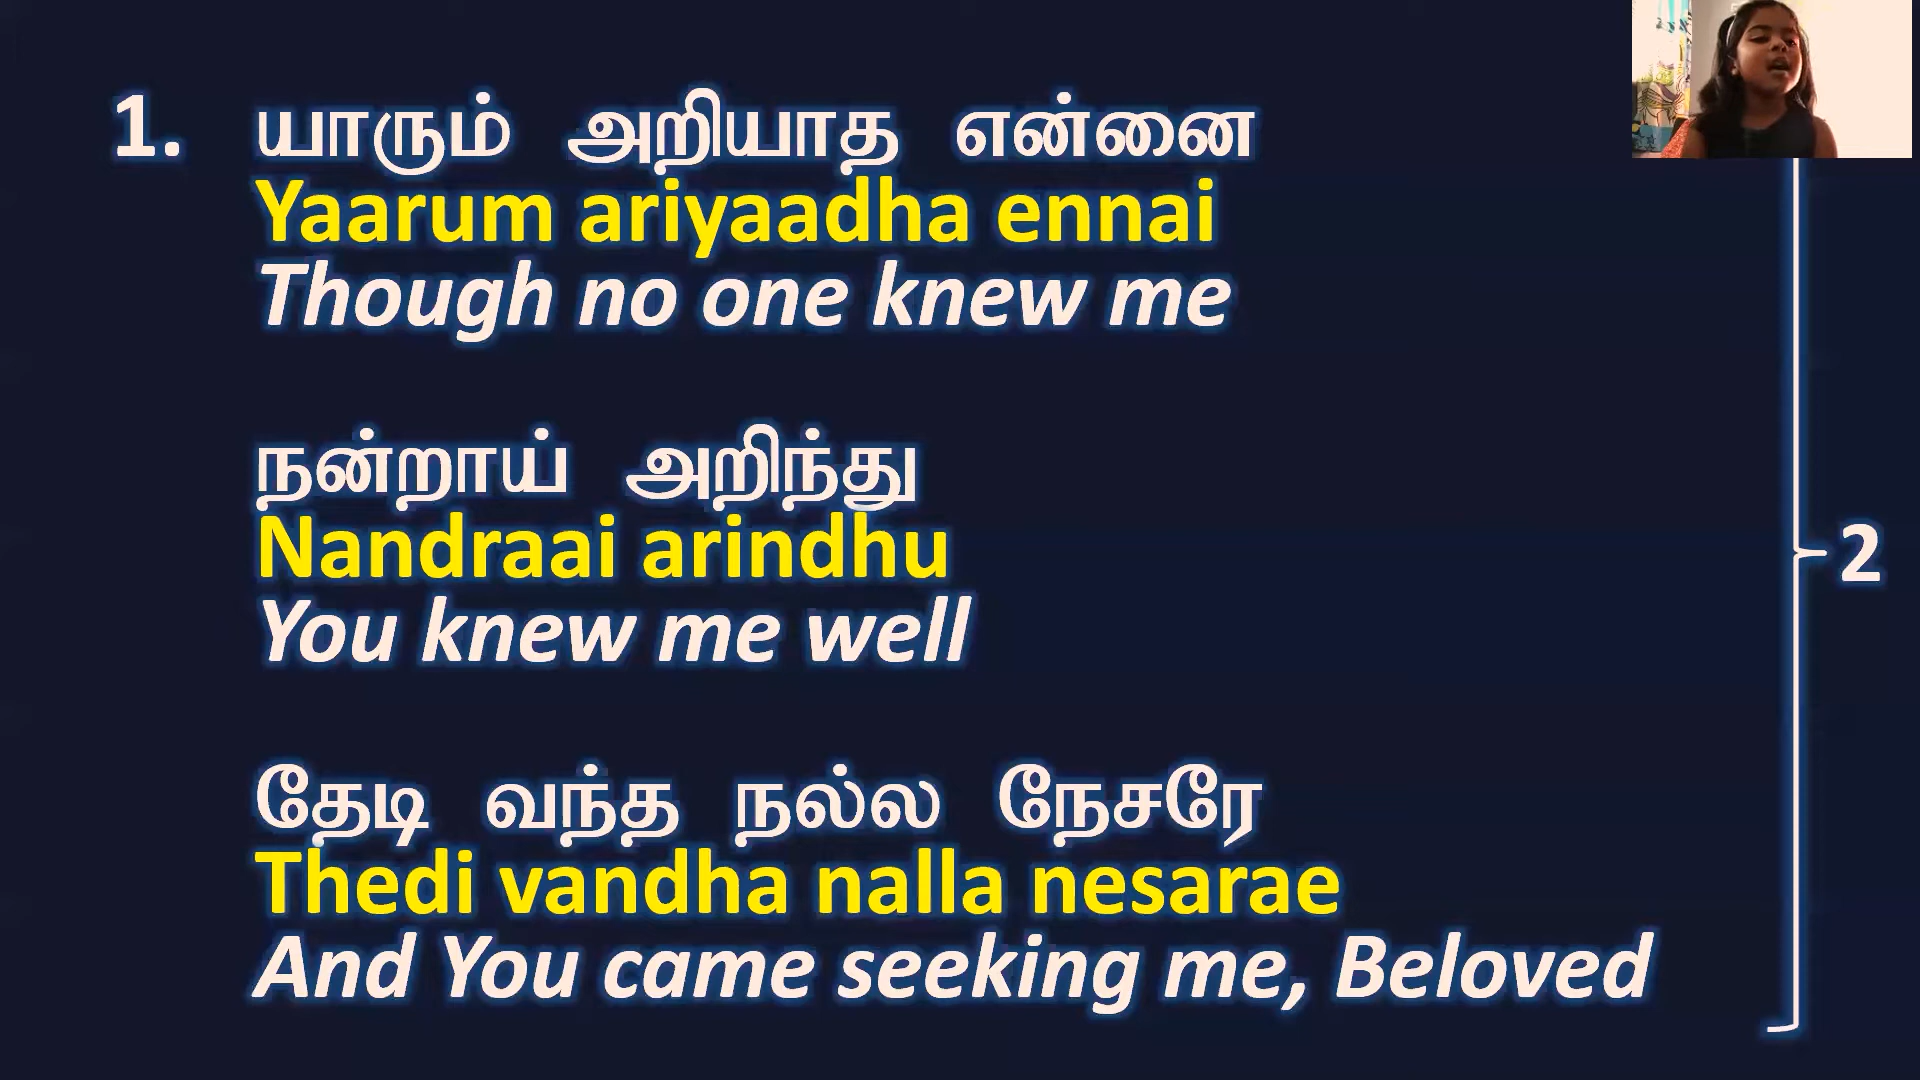 1. யாரும் அறியாத என்னை
Yaarum ariyaadha ennai
Though no one knew me
நன்றாய் அறிந்து
Nandraai arindhu
You knew me well
2
தேடி வந்த நல்ல நேசரே
Thedi vandha nalla nesarae
And You came seeking me, Beloved